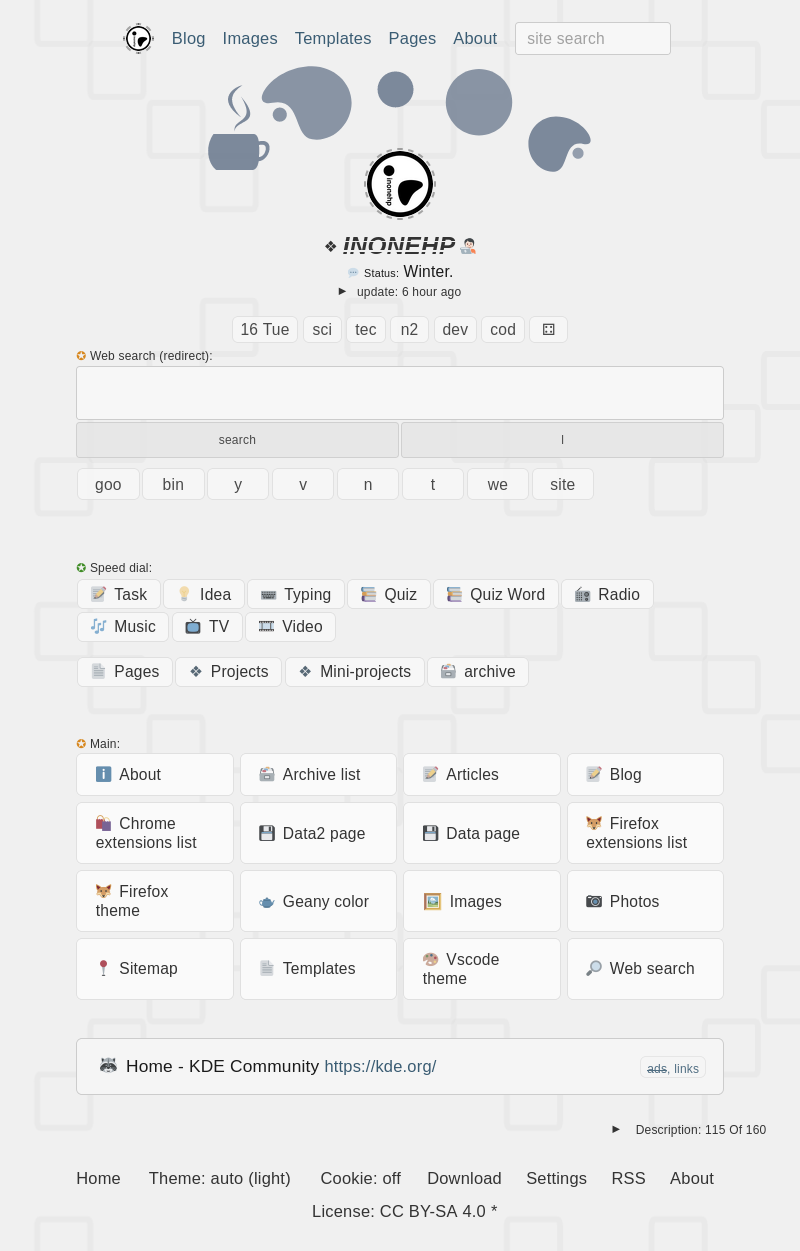 Blog Images Templates Pages About site search
inonehp
❖ INONEHP
Status: Winter.
► update: 6 hour ago
16 Tue sci tec n2 dev cod
✪ Web search (redirect):
search I
goo bin y v n t we site
✪ Speed dial:
Task Idea Typing Quiz Quiz Word Radio
Music TV Video
Pages ❖ Projects ❖ Mini-projects archive
✪ Main:
About Archive list Articles Blog
Chrome extensions list Data2 page Data page Firefox extensions list
Firefox theme Geany color Images Photos
Sitemap Templates Vscode theme Web search
Home - KDE Community https://kde.org/ ads, links
► Description: 115 Of 160
Home Theme: auto (light) Cookie: off Download Settings RSS About
License: CC BY-SA 4.0 *